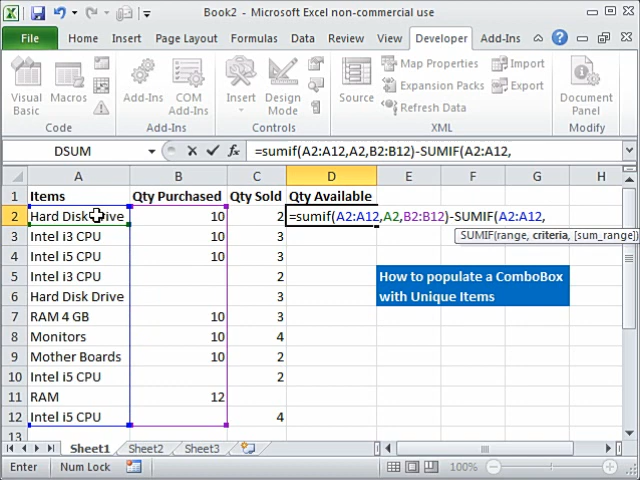 Book2 - Microsoft Excel non-commercial use
File Home Insert Page Layout Formulas Data Review View Developer Add-Ins
Visual Basic Macros Add-Ins COM Add-Ins Insert Design Mode Source Map Properties Import Document Panel
Expansion Packs Export
Refresh Data
Code Add-Ins Controls XML Modify
DSUM =sumif(A2:A12,A2,B2:B12)-SUMIF(A2:A12,
A B C D E F G H
1 Items Qty Purchased Qty Sold Qty Available
2 Hard Disk Drive 10 2 =sumif(A2:A12,A2,B2:B12)-SUMIF(A2:A12,
SUMIF(range, criteria, [sum_range])
3 Intel i3 CPU 10 3
4 Intel i5 CPU 10 3
5 Intel i3 CPU 2 How to populate a ComboBox
6 Hard Disk Drive 3 with Unique Items
7 RAM 4 GB 10 3
8 Monitors 10 4
9 Mother Boards 10 2
10 Intel i5 CPU 2
11 RAM 12
12 Intel i5 CPU 4
13
Sheet1 Sheet2 Sheet3
Enter Num Lock 100%